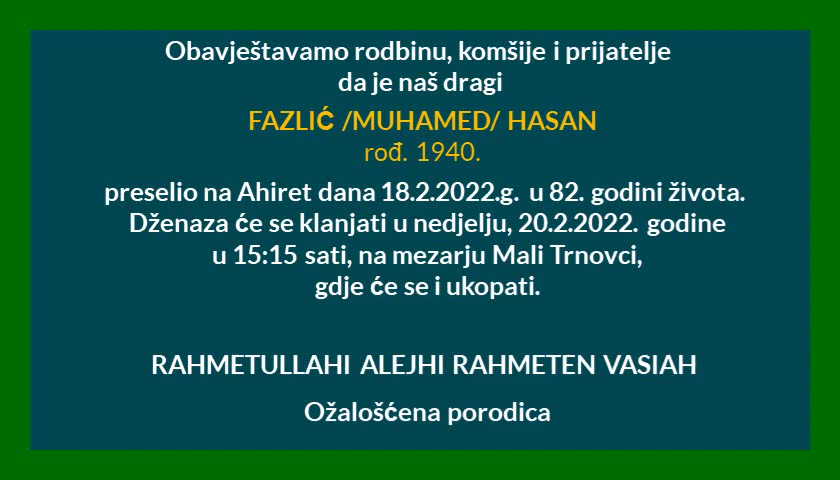 Obavještavamo rodbinu, komšije i prijatelje
da je naš dragi
FAZLIĆ /MUHAMED/ HASAN
rođ. 1940.
preselio na Ahiret dana 18.2.2022.g. u 82. godini života.
Dženaza će se klanjati u nedjelju, 20.2.2022. godine
u 15:15 sati, na mezarju Mali Trnovci,
gdje će se i ukopati.
RAHMETULLAHI ALEJHI RAHMETEN VASIAH
Ožalošćena porodica